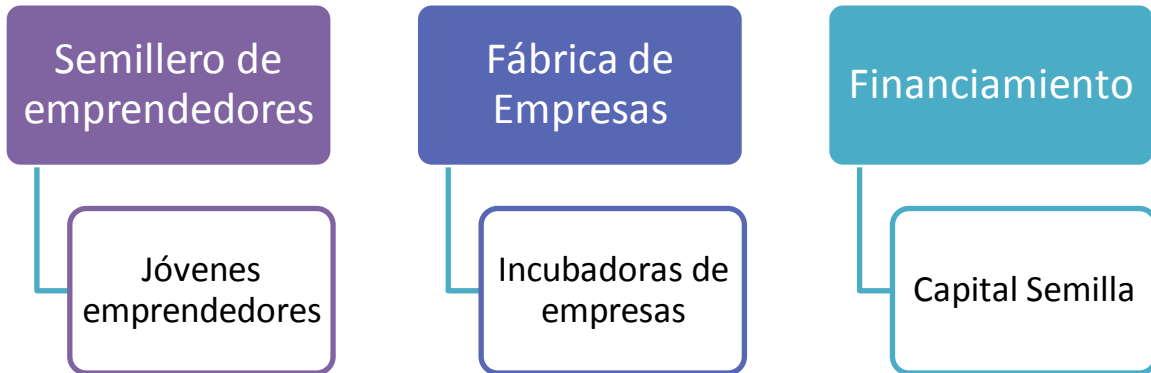 Semillero de
emprendedores
Jóvenes
emprendedores
Fábrica de
Empresas
Incubadoras de
empresas
Financiamiento
Capital Semilla